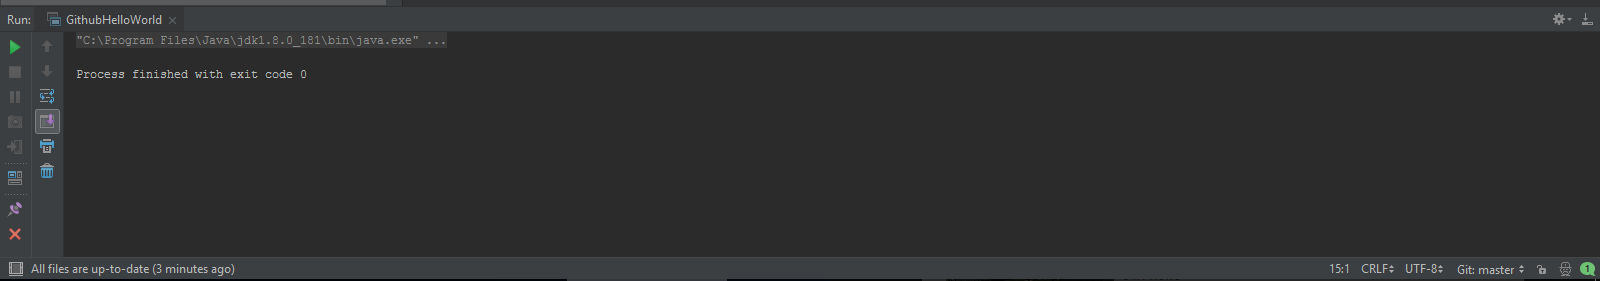 Run: GithubHelloWorld
"C:\Program Files\Java\jdk1.8.0_181\bin\java.exe" ...
Process finished with exit code 0
All files are up-to-date (3 minutes ago) 15:1 CRLF UTF-8 Git: master 1